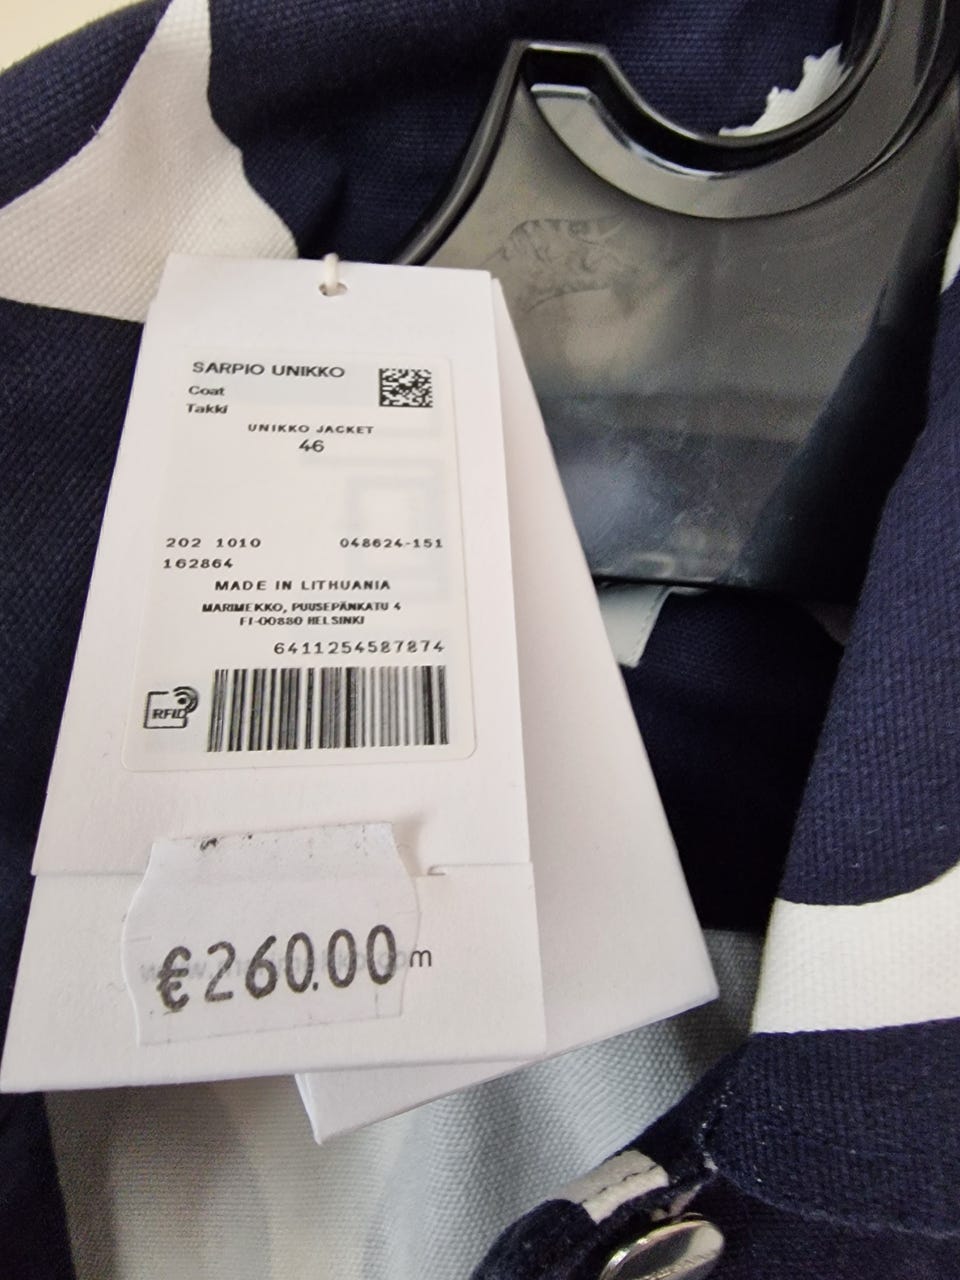 SARPIO UNIKKO
Coat
Takki
UNIKKO JACKET
46
202 1010 048624-151
162864
MADE IN LITHUANIA
MARIMEKKO, PUUSEPÄNKATU 4
FI-00880 HELSINKI
6411254587874
RFID
€260.00 m